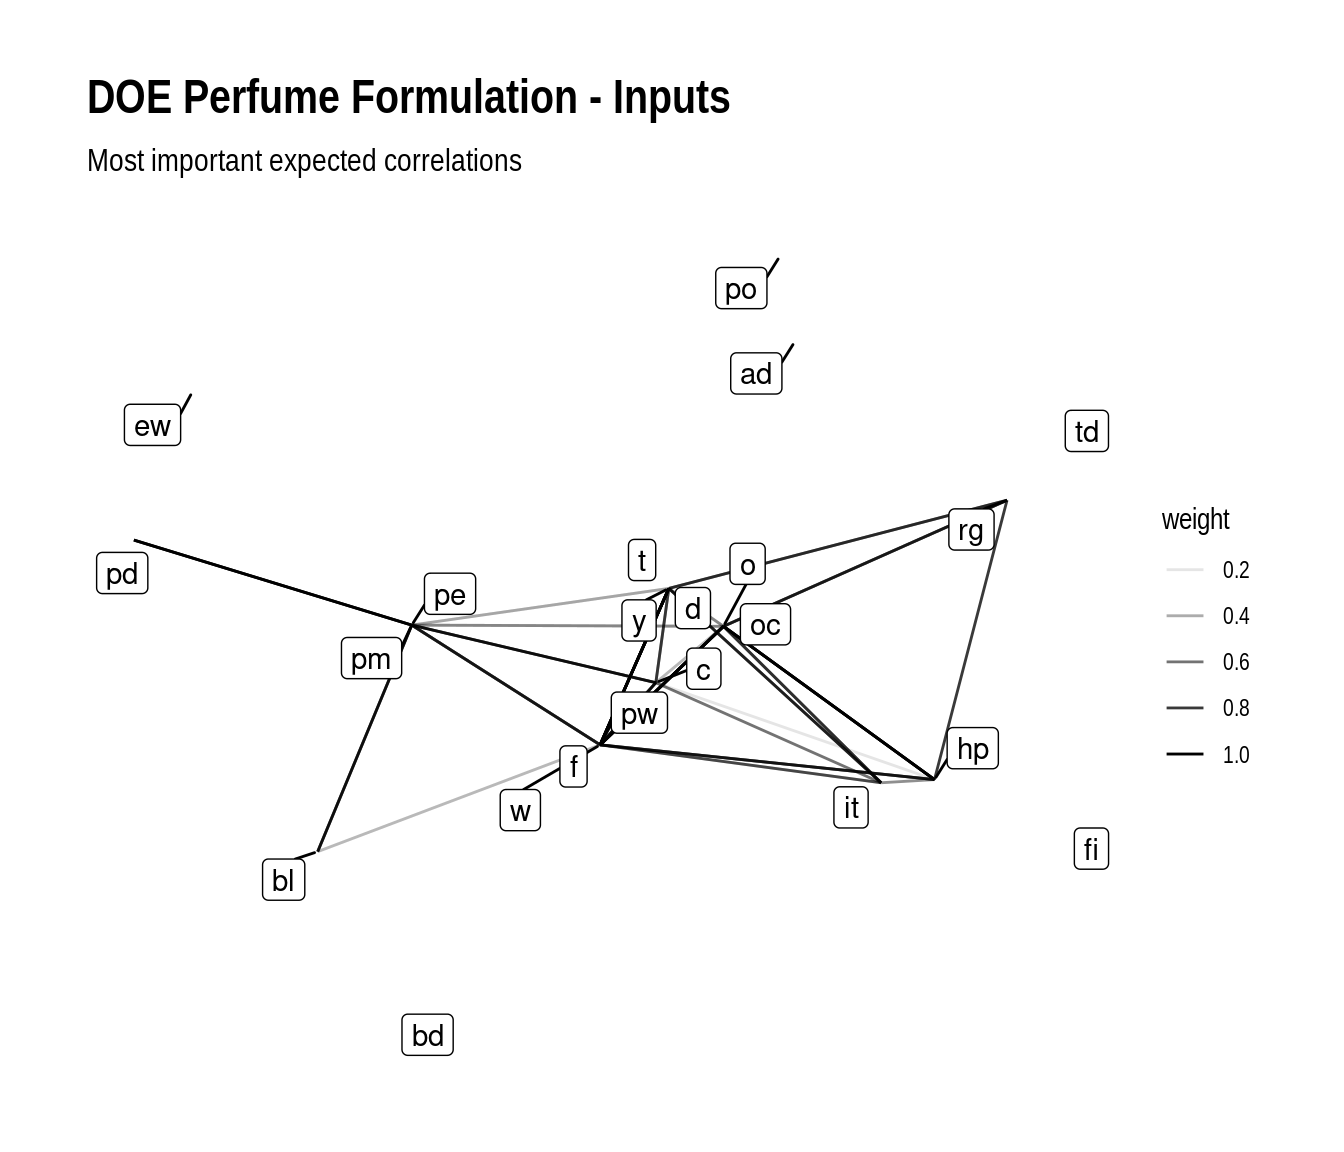 DOE Perfume Formulation - Inputs
Most important expected correlations
po
ad
ew
td
rg
weight
0.2
0.4
0.6
0.8
1.0
t
o
pd
pe
y
d
oc
pm
c
pw
hp
f
w
it
fi
bl
bd